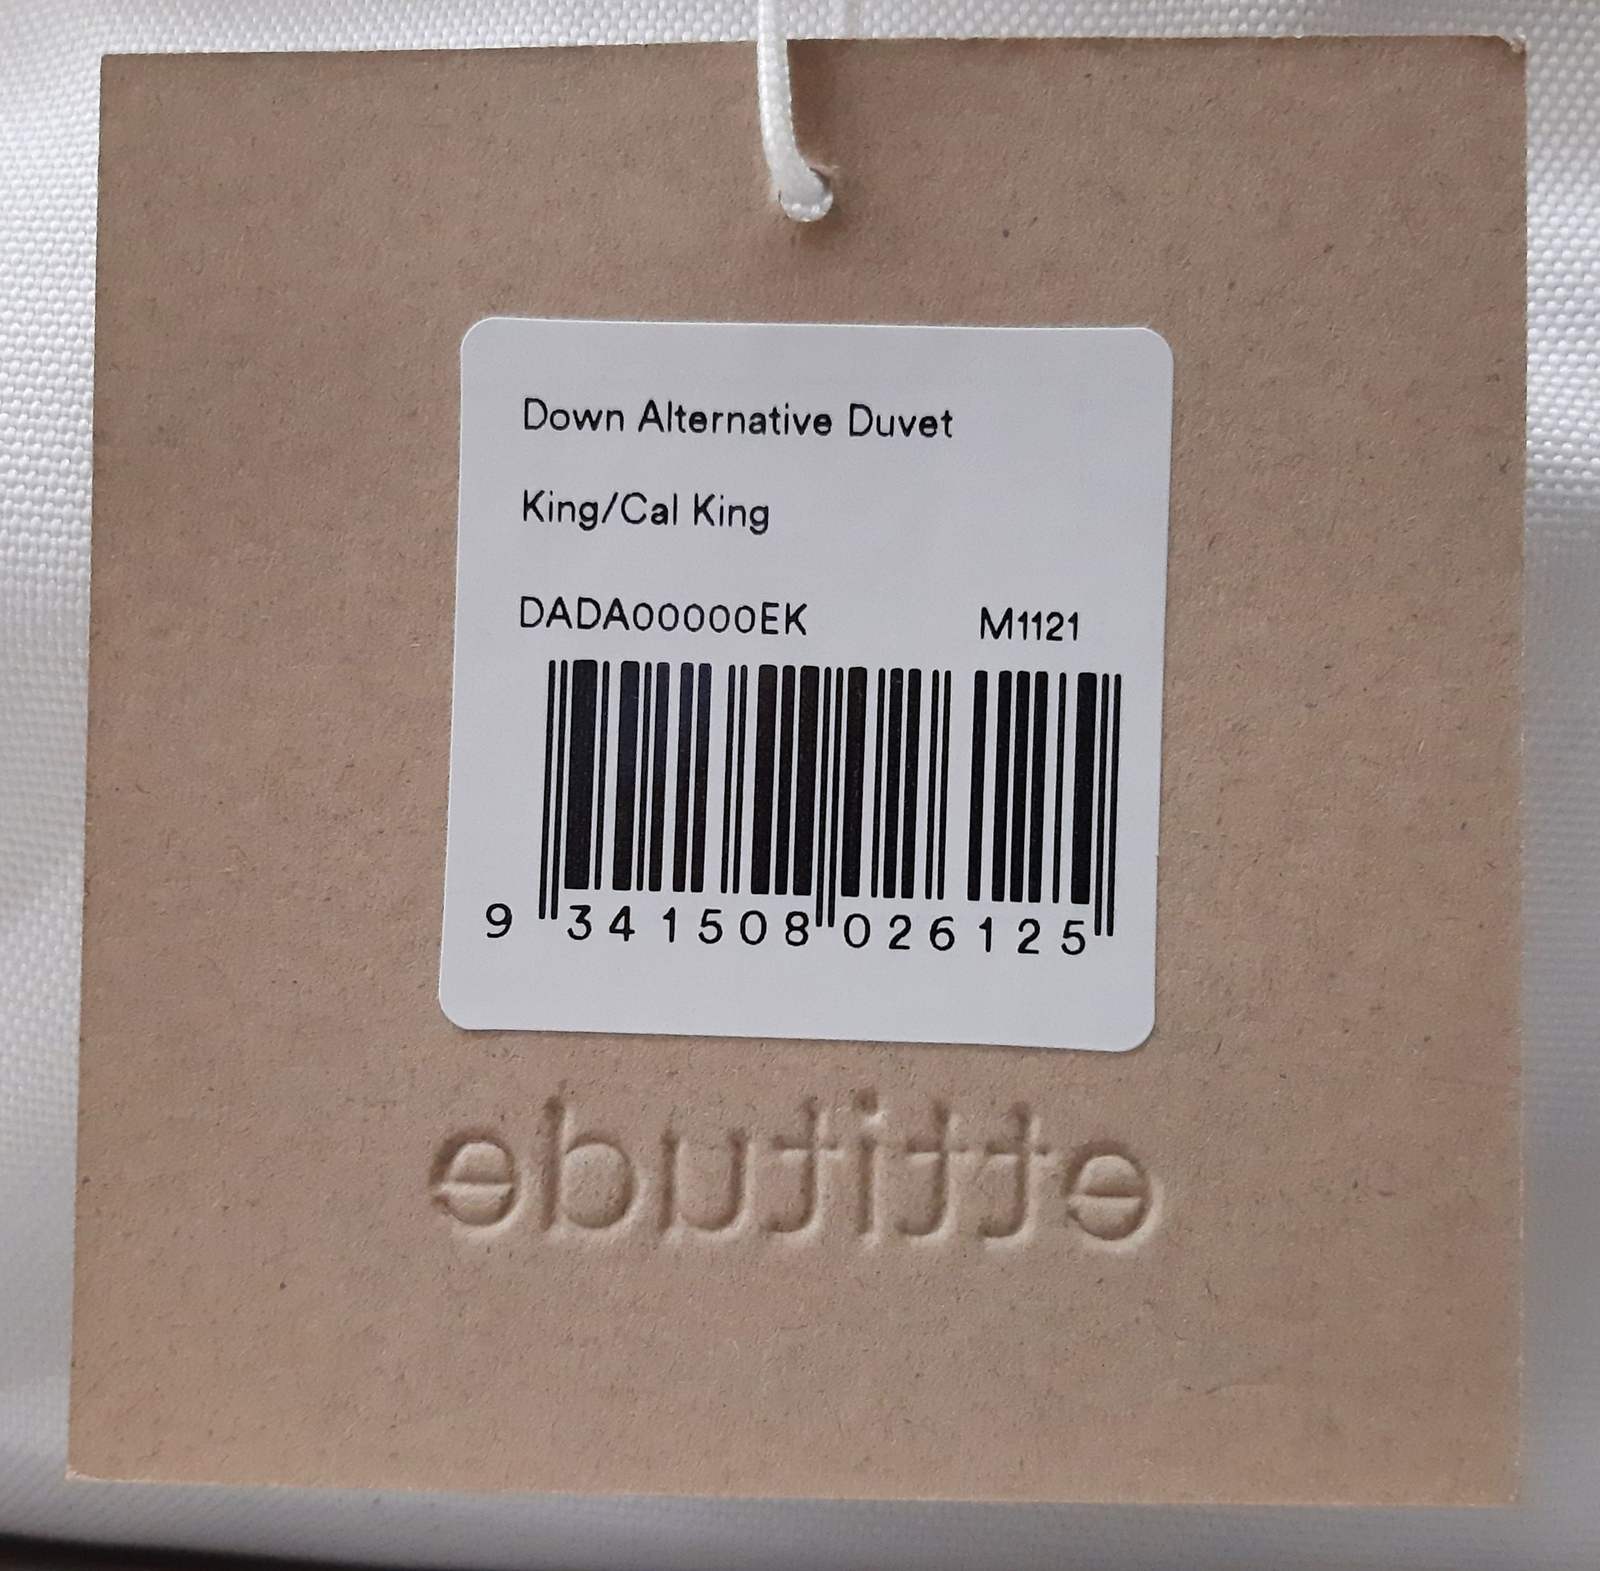 Down Alternative Duvet
King/Cal King
DADA00000EK M1121
9 341508 026125
ettitude